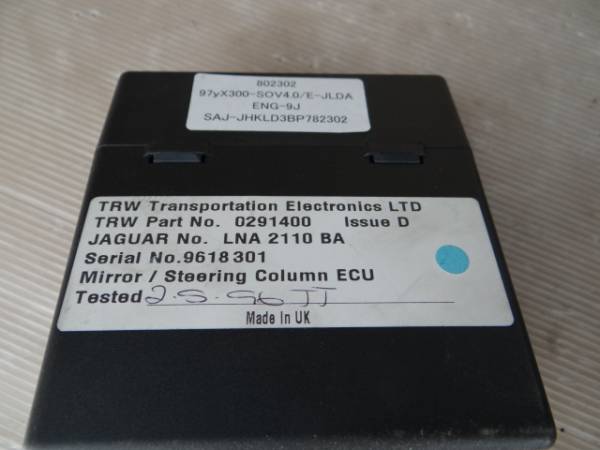 802302
97yX300-SOV4.0/E-JLDA
ENG-9J
SAJ-JHKLD3BP782302
TRW Transportation Electronics LTD
TRW Part No. 0291400 Issue D
JAGUAR No. LNA 2110 BA
Serial No.9618301
Mirror / Steering Column ECU
Tested 2.5.96 JJ
Made In UK